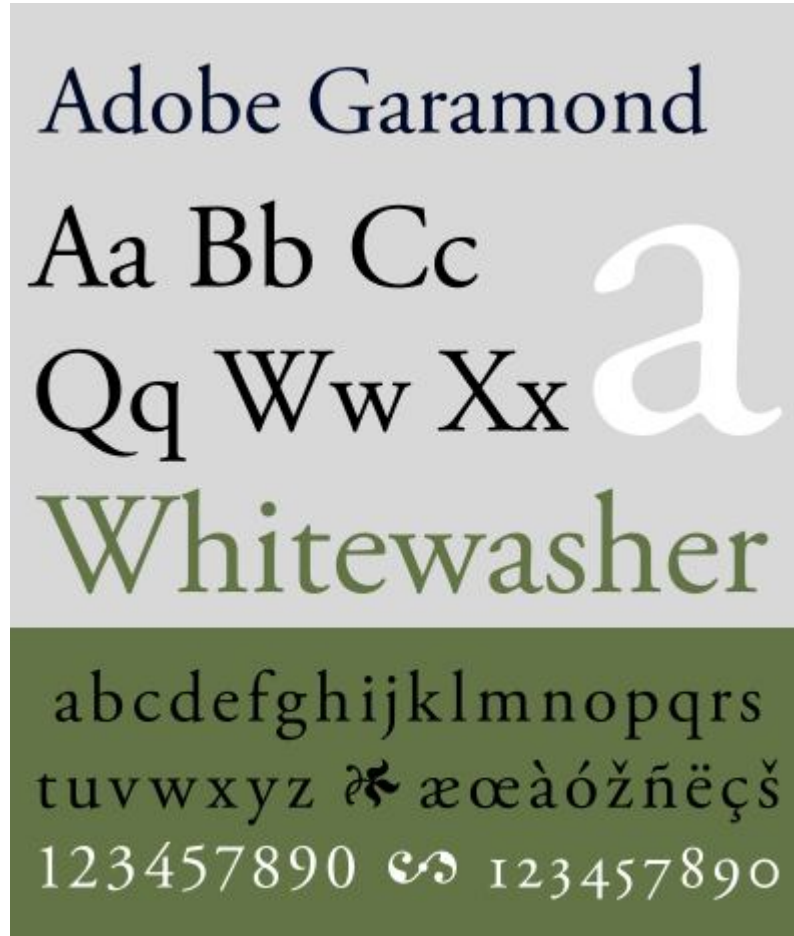 Adobe Garamond
Aa Bb Cc
a
Qq Ww Xx
Whitewasher
abcdefghijklmnopqrs
tuvwxyz æœàóžñëçš
123457890 123457890